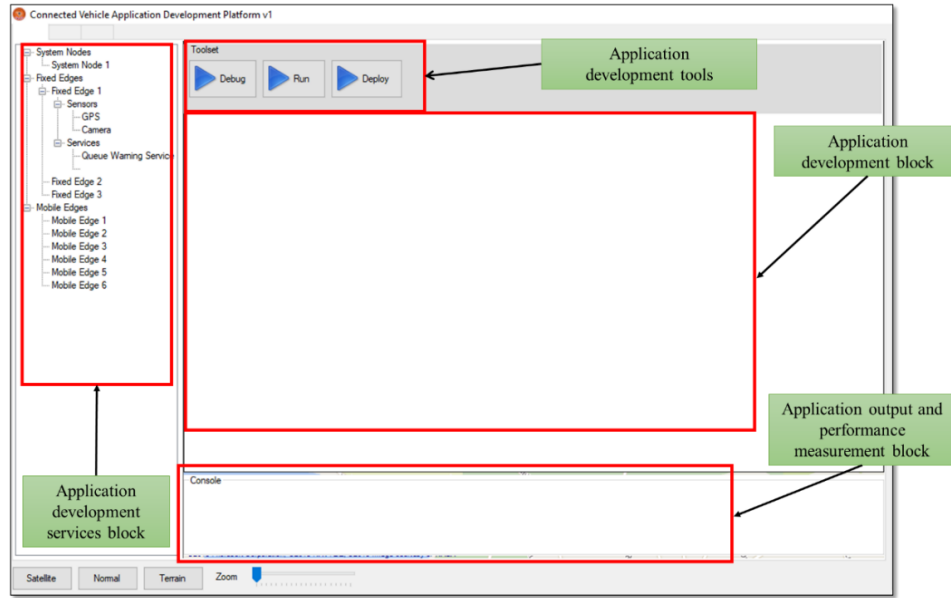 Connected Vehicle Application Development Platform v1
System Nodes
System Node 1
Fixed Edges
Fixed Edge 1
Sensors
GPS
Camera
Services
Queue Warning Service
Fixed Edge 2
Fixed Edge 3
Mobile Edges
Mobile Edge 1
Mobile Edge 2
Mobile Edge 3
Mobile Edge 4
Mobile Edge 5
Mobile Edge 6
Toolset
Debug
Run
Deploy
Application
development tools
Application
development block
Application output and
performance
measurement block
Application
development
services block
Console
Satellite
Normal
Terrain
Zoom